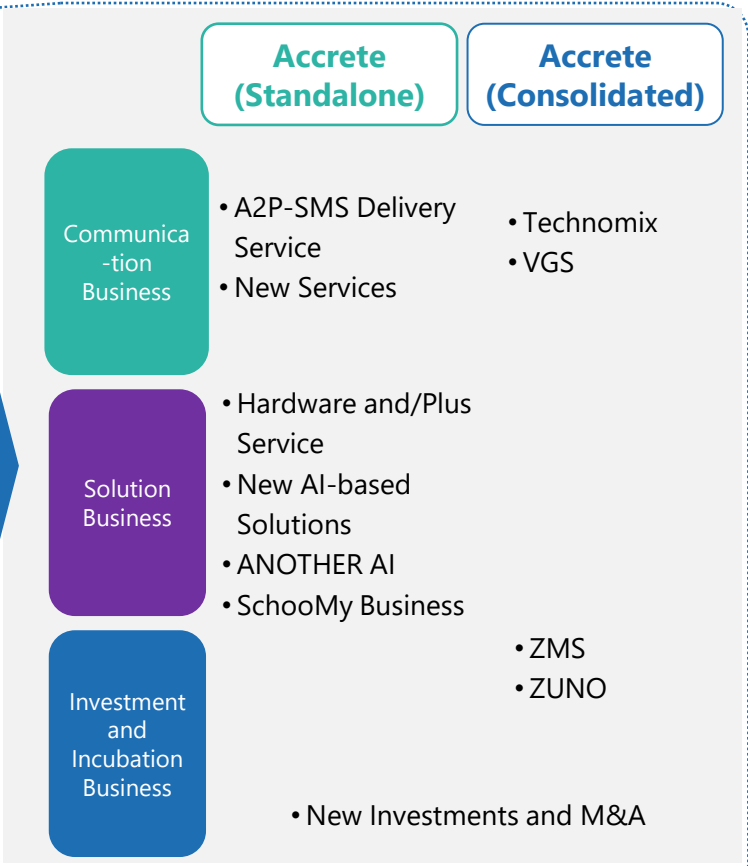 Accrete
(Standalone)
Accrete
(Consolidated)
Communica
-tion
Business
• A2P-SMS Delivery
Service
• New Services
• Technomix
• VGS
Solution
Business
• Hardware and/Plus
Service
• New AI-based
Solutions
• ANOTHER AI
• SchooMy Business
Investment
and
Incubation
Business
• ZMS
• ZUNO
• New Investments and M&A